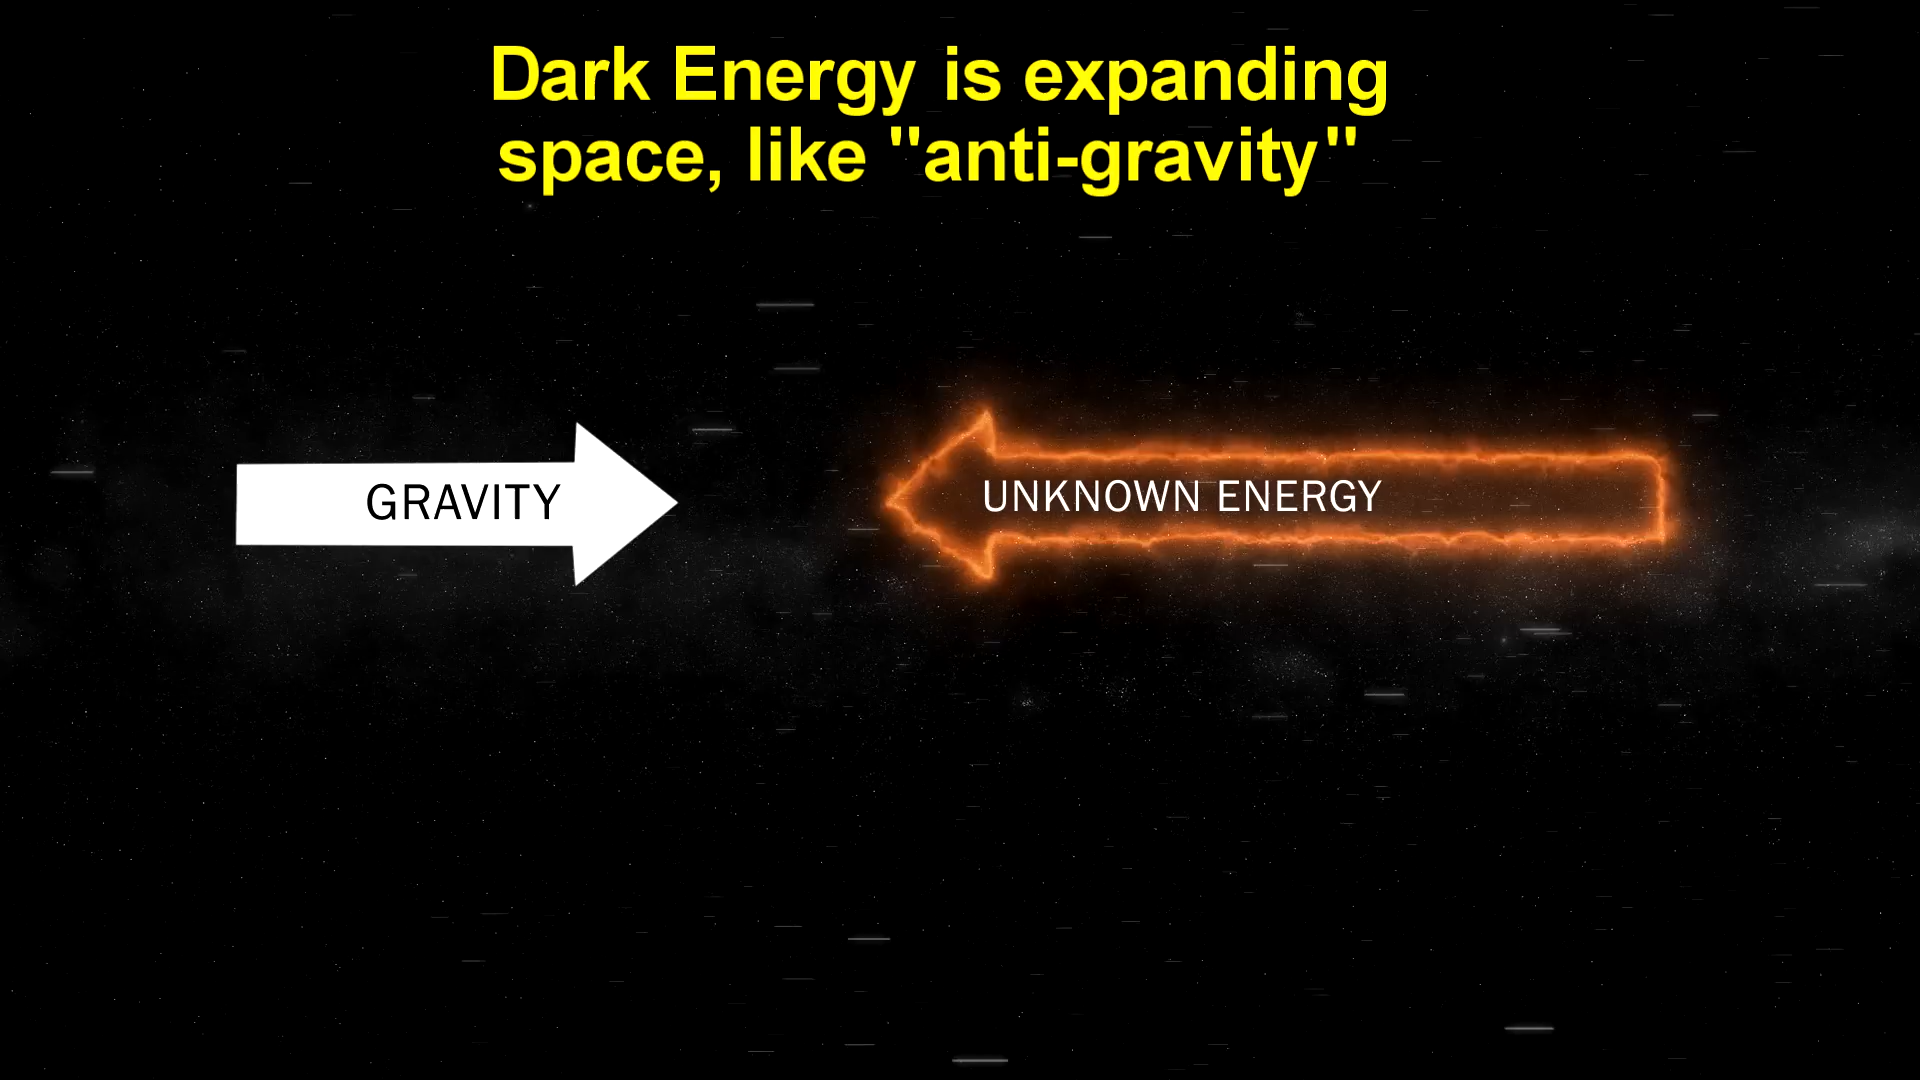 Dark Energy is expanding
space, like "anti-gravity"
GRAVITY
UNKNOWN ENERGY